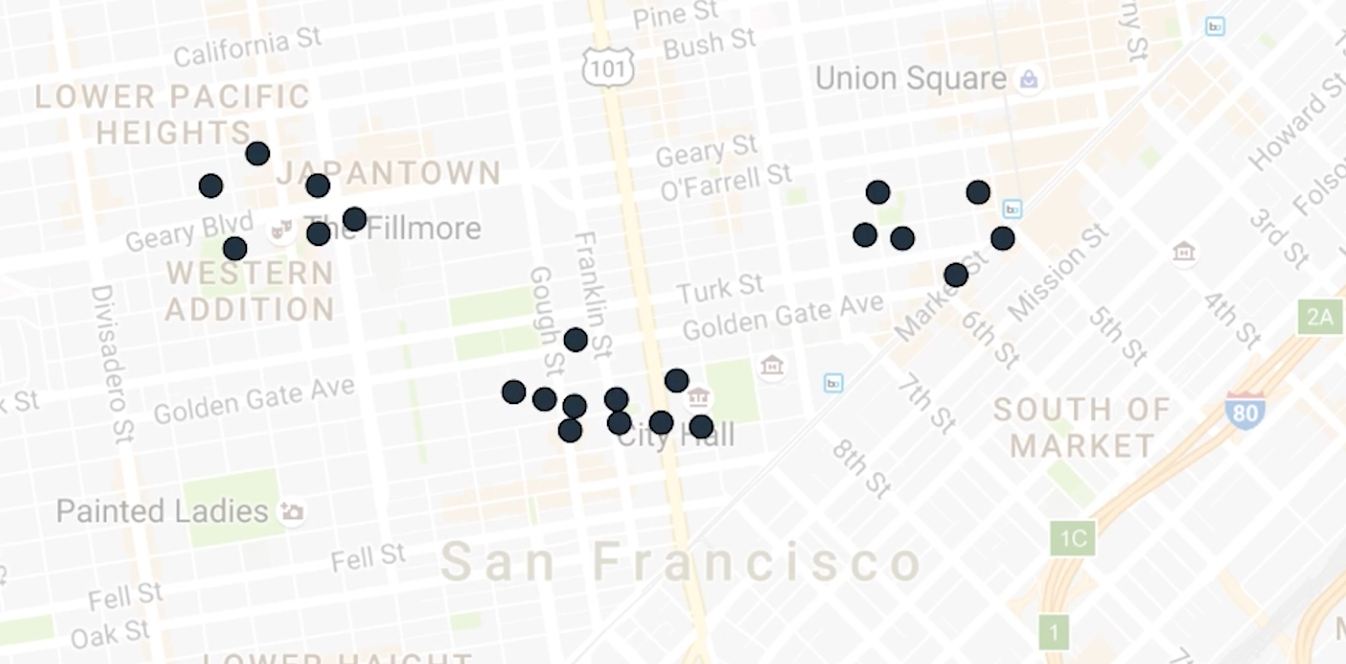 Pine St
Bush St
California St
101
Union Square
LOWER PACIFIC
HEIGHTS
Howard St
Geary St
JAPANTOWN
O'Farrell St
Geary Blvd
The Fillmore
3rd St
WESTERN
ADDITION
Franklin St
Gough St
Divisadero St
Turk St
Golden Gate Ave
Market St
Mission St
6th St
5th St
4th St
2A
7th St
Golden Gate Ave
SOUTH OF
MARKET
80
City Hall
8th St
Painted Ladies
1C
San Francisco
Fell St
Fell St
Oak St
1
LOWER HAIGHT